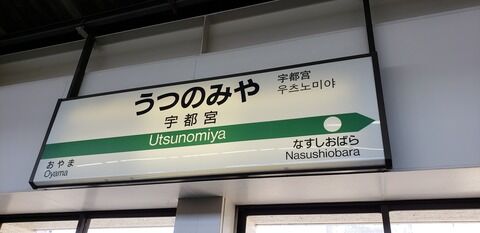 うつのみや
宇都宮
Utsunomiya
宇都宮
우츠노미야
おやま
Oyama
なすしおばら
Nasushiobara